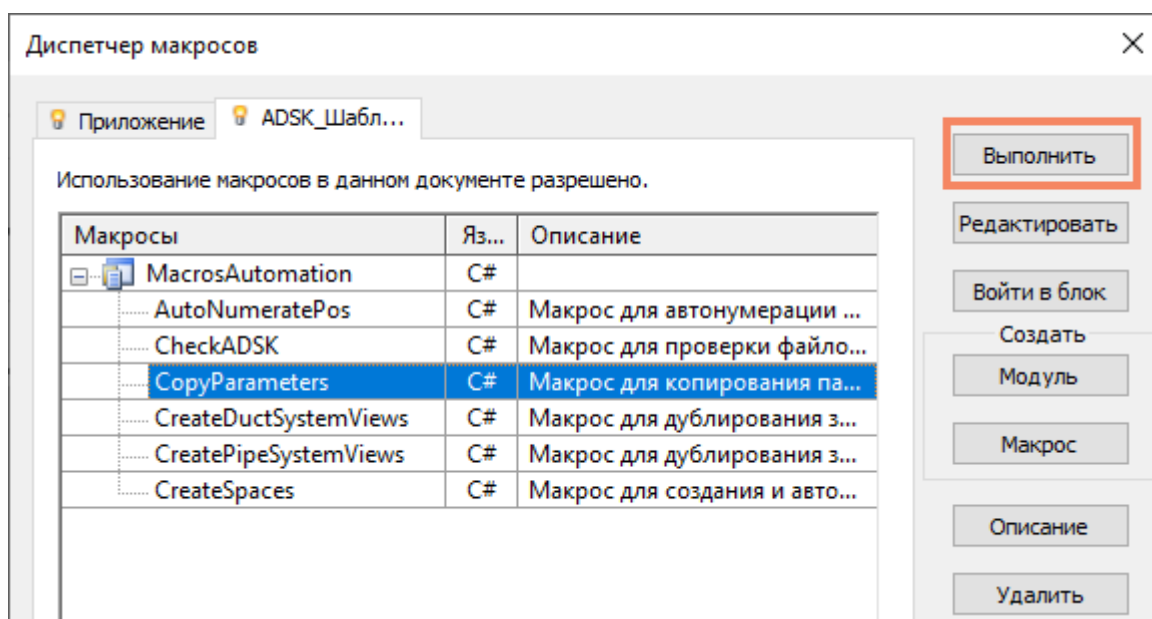 Диспетчер макросов
Приложение ADSK_Шабл...
Использование макросов в данном документе разрешено.
Макросы Яз... Описание
MacrosAutomation C#
AutoNumeratePos C# Макрос для автонумерации ...
CheckADSK C# Макрос для проверки файло...
CopyParameters C# Макрос для копирования па...
CreateDuctSystemViews C# Макрос для дублирования з...
CreatePipeSystemViews C# Макрос для дублирования з...
CreateSpaces C# Макрос для создания и авто...
Выполнить
Редактировать
Войти в блок
Создать
Модуль
Макрос
Описание
Удалить